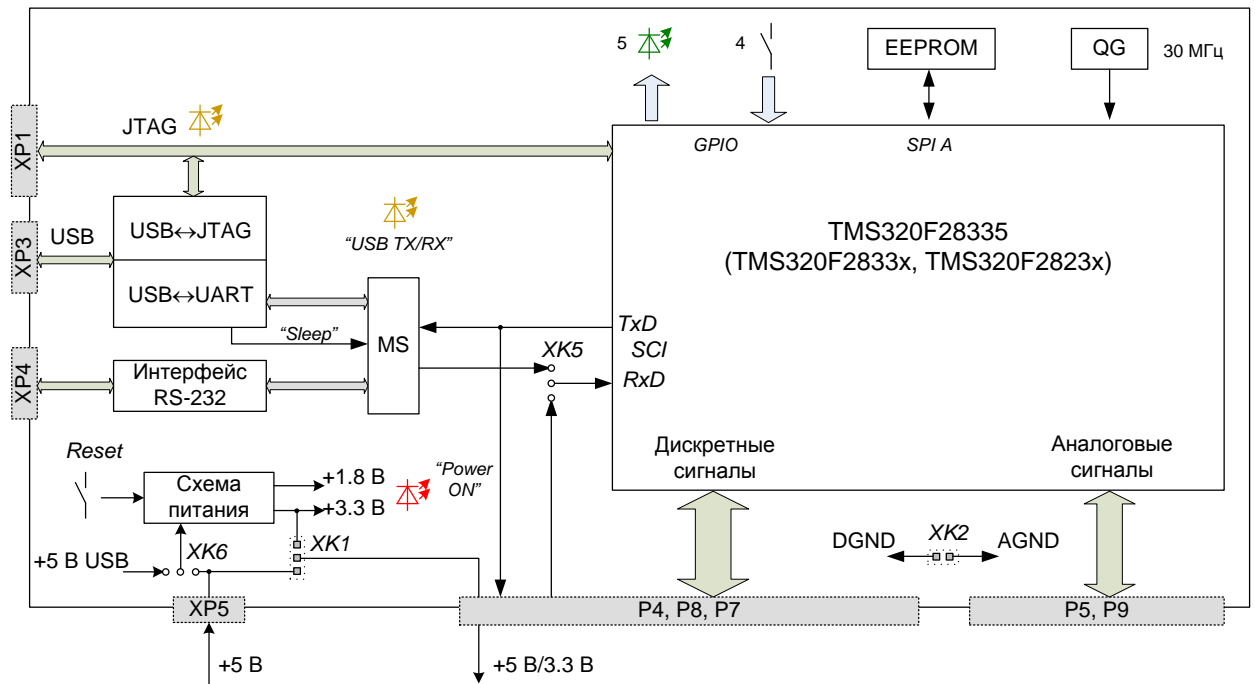 5
4
EEPROM
QG
30 МГц
JTAG
XP1
GPIO
SPI A
USB
XP3
USB↔JTAG
USB↔UART
“USB TX/RX”
TMS320F28335
(TMS320F2833x, TMS320F2823x)
“Sleep”
MS
TxD
SCI
RxD
XK5
XP4
Интерфейс
RS-232
Reset
Схема
питания
+1.8 В
+3.3 В
“Power
ON”
Дискретные
сигналы
Аналоговые
сигналы
+5 В USB
XK6
XK1
DGND
XK2
AGND
XP5
P4, P8, P7
P5, P9
+5 В
+5 В/3.3 В